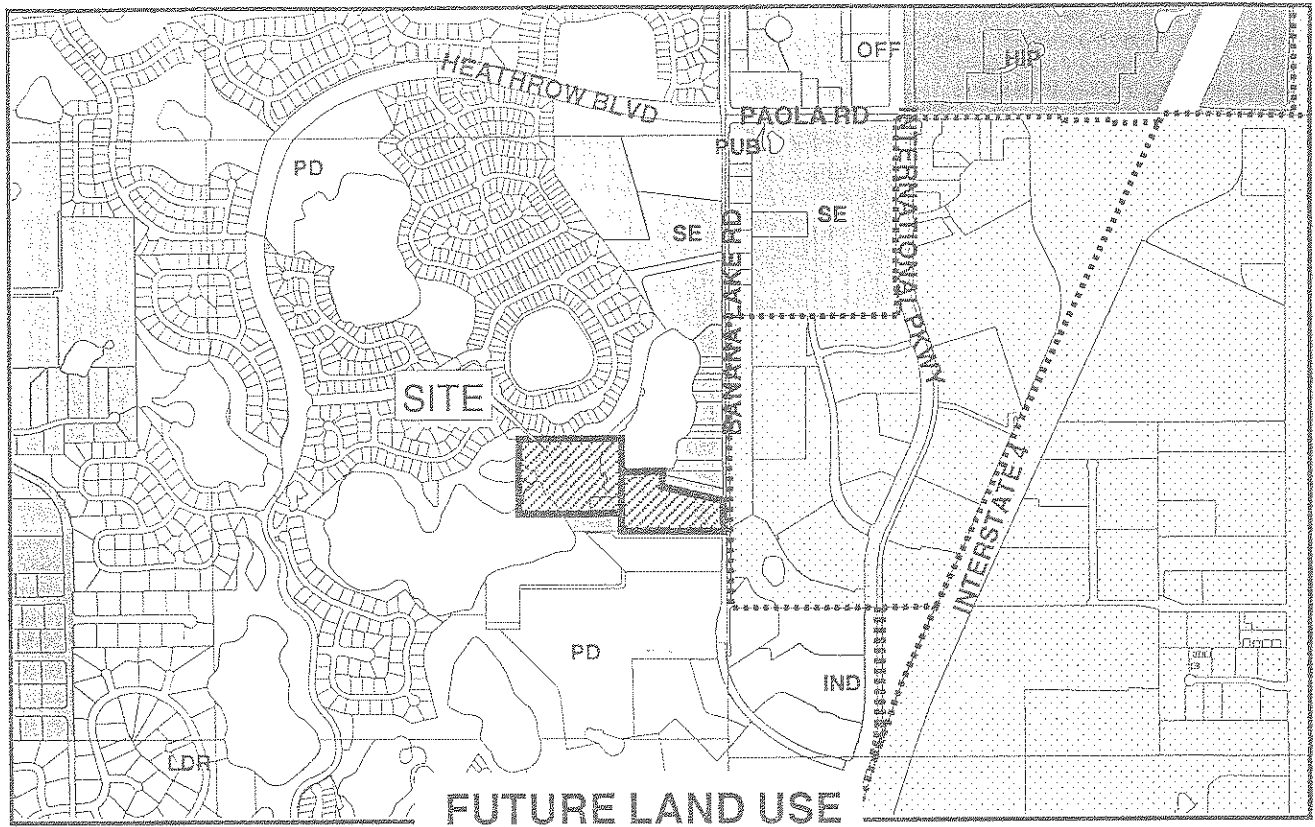 HEATHROW BLVD
OFF
HIP
PAOLA RD
PUB
PD
INTERNATIONAL PKWY
SE
SE
BANANA LAKE RD
SITE
INTERSTATE 4
PD
IND
LDR
FUTURE LAND USE